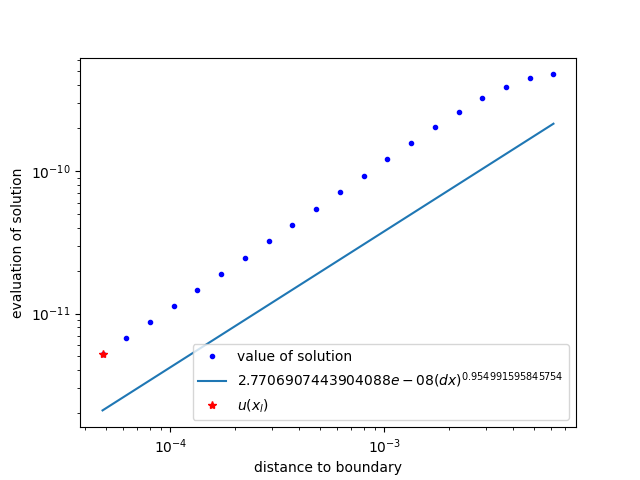 10⁻¹⁰
10⁻¹¹
evaluation of solution
value of solution
2.7706907443904088e − 08(dx)^0.954991595845754
u(x_l)
10⁻⁴ 10⁻³
distance to boundary